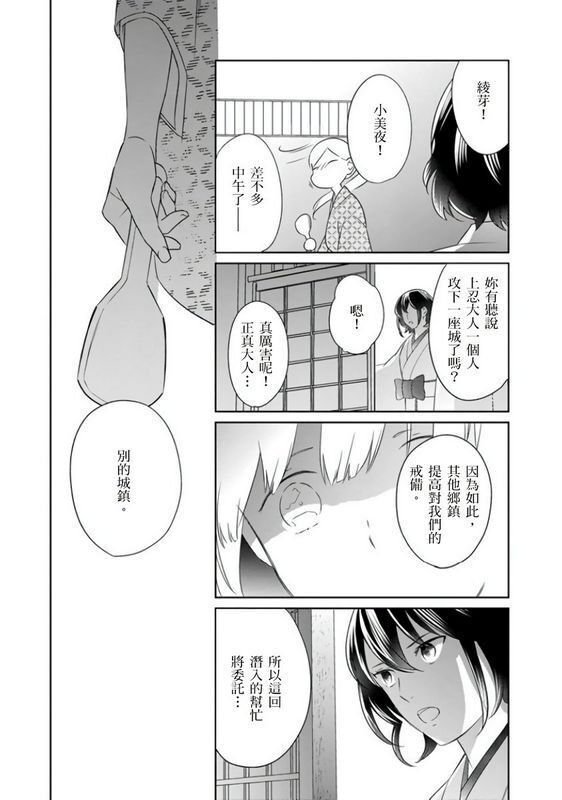 綾芽！
小美夜！
差不多
中午了──
妳有聽說
上忍大人一個人
攻下一座城了嗎？
嗯！
真厲害呢！
正真大人…
因為如此，
其他鄉鎮
提高對我們的
戒備。
所以這回
潛入的幫忙
將委託…
別的城鎮。